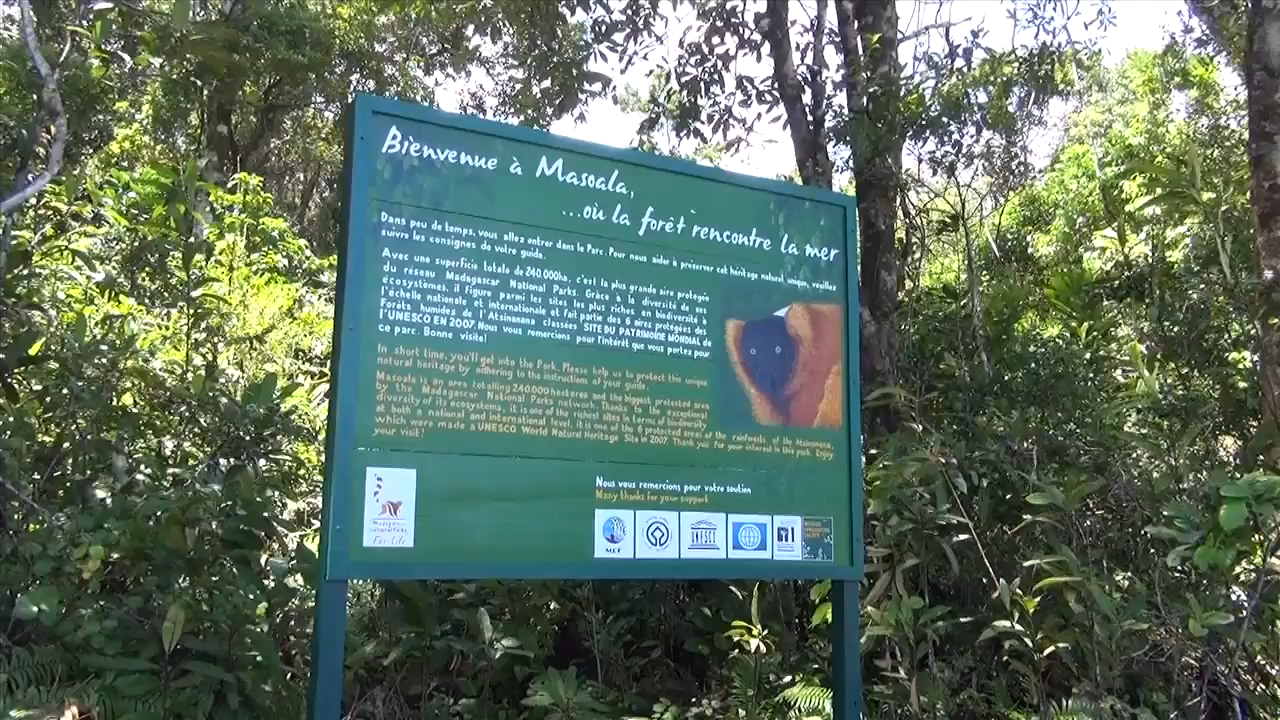 Bienvenue à Masoala,
...où la forêt rencontre la mer
Dans peu de temps, vous allez entrer dans le Parc. Pour nous aider à préserver cet héritage naturel unique, veuillez
suivre les consignes de votre guide.
Avec une superficie totale de 240.000ha, c'est la plus grande aire protégée
du réseau Madagascar National Parks. Grâce à la diversité de ses
écosystèmes, il figure parmi les sites les plus riches en biodiversité à
l'échelle nationale et internationale et fait partie des 6 aires protégées des
Forêts humides de l'Atsinanana classées SITE DU PATRIMOINE MONDIAL de
l'UNESCO EN 2007. Nous vous remercions pour l'intérêt que vous portez pour
ce parc. Bonne visite!
In short time, you'll get into the Park. Please help us to protect this unique
natural heritage by adhering to the instructions of your guide.
Masoala is an area totalling 240.000 hectares and the biggest protected area
by the Madagascar National Parks network. Thanks to the exceptional
diversity of its ecosystems, it is one of the richest sites in terms of biodiversity
at both a national and international level, it is one of the 6 protected areas of the rainforests of the Atsinanana,
which were made a UNESCO World Natural Heritage Site in 2007. Thank you for your interest in this park. Enjoy
your visit!
Nous vous remercions pour votre soutien
Many thanks for your support
For Life
MEF
UNESCO